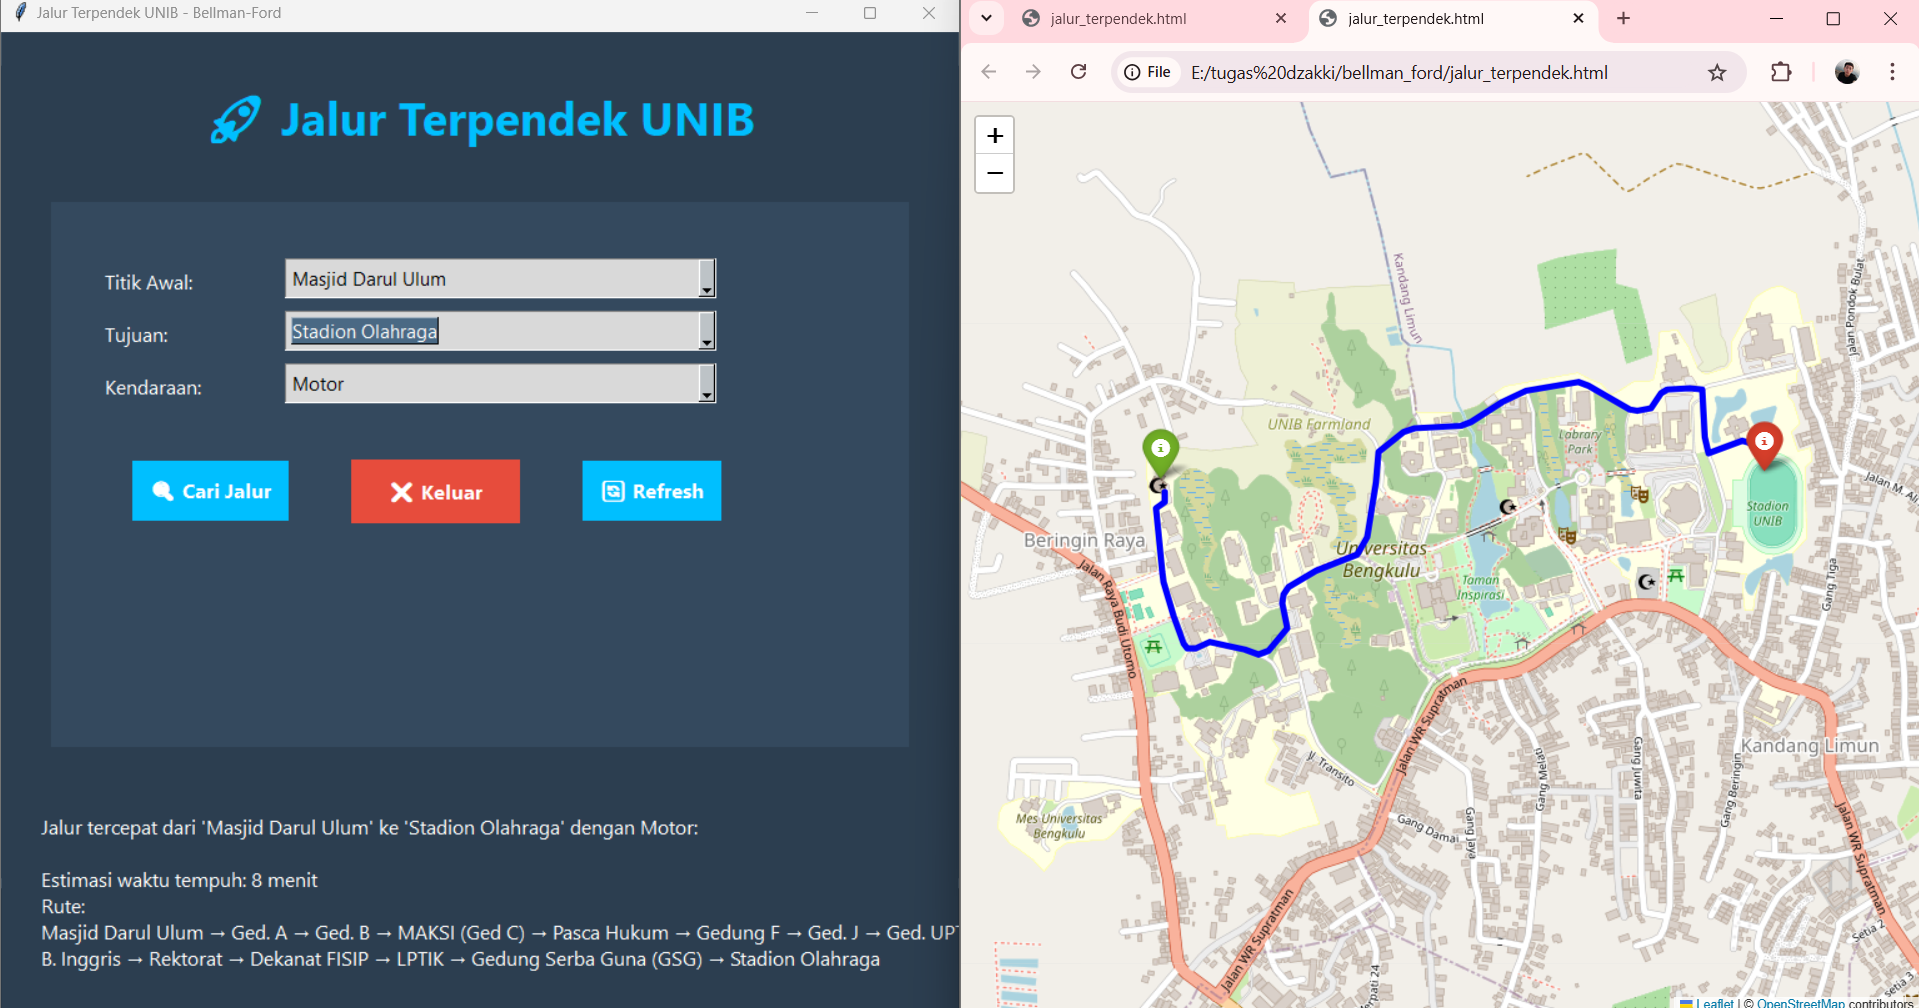 Jalur Terpendek UNIB - Bellman-Ford
Jalur Terpendek UNIB
Titik Awal:
Masjid Darul Ulum
Tujuan:
Stadion Olahraga
Kendaraan:
Motor
Cari Jalur
Keluar
Refresh
Jalur tercepat dari 'Masjid Darul Ulum' ke 'Stadion Olahraga' dengan Motor:
Estimasi waktu tempuh: 8 menit
Rute:
Masjid Darul Ulum → Ged. A → Ged. B → MAKSI (Ged C) → Pasca Hukum → Gedung F → Ged. J → Ged. UPT
B. Inggris → Rektorat → Dekanat FISIP → LPTIK → Gedung Serba Guna (GSG) → Stadion Olahraga
jalur_terpendek.html
jalur_terpendek.html
File
E:/tugas%20dzakki/bellman_ford/jalur_terpendek.html
+
−
Kandang Limun
Jalan Pondok Bulat
UNIB Farmland
Labrary
Park
Jalan M. Al
Stadion
UNIB
Beringin Raya
Universitas
Bengkulu
Taman
Inspirasi
Gang Tiga
Jalan Raya Budi Utomo
Jalan WR Supratman
Kandang Limun
Jl. Transito
Gang Melati
Gang Juwita
Gang Beringin
Mes Universitas
Bengkulu
Gang Damai
Gang Jaya
Jalan WR Supratman
Jalan WR Supratman
Setia 2
setia 3
rpati 24
Leaflet | © OpenStreetMap contributors